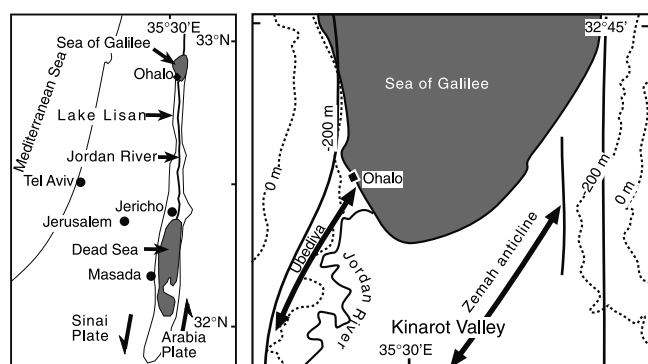 35°30'E
33°N
Sea of Galilee
Ohalo
Mediterranean Sea
Lake Lisan
Jordan River
Tel Aviv
Jericho
Jerusalem
Dead Sea
Masada
Sinai
Plate
Arabia
Plate
32°N
32°45'
Sea of Galilee
-200 m
0 m
Ohalo
Ubediya
Jordan
River
Zemah anticline
-200 m
0 m
Kinarot Valley
35°30'E